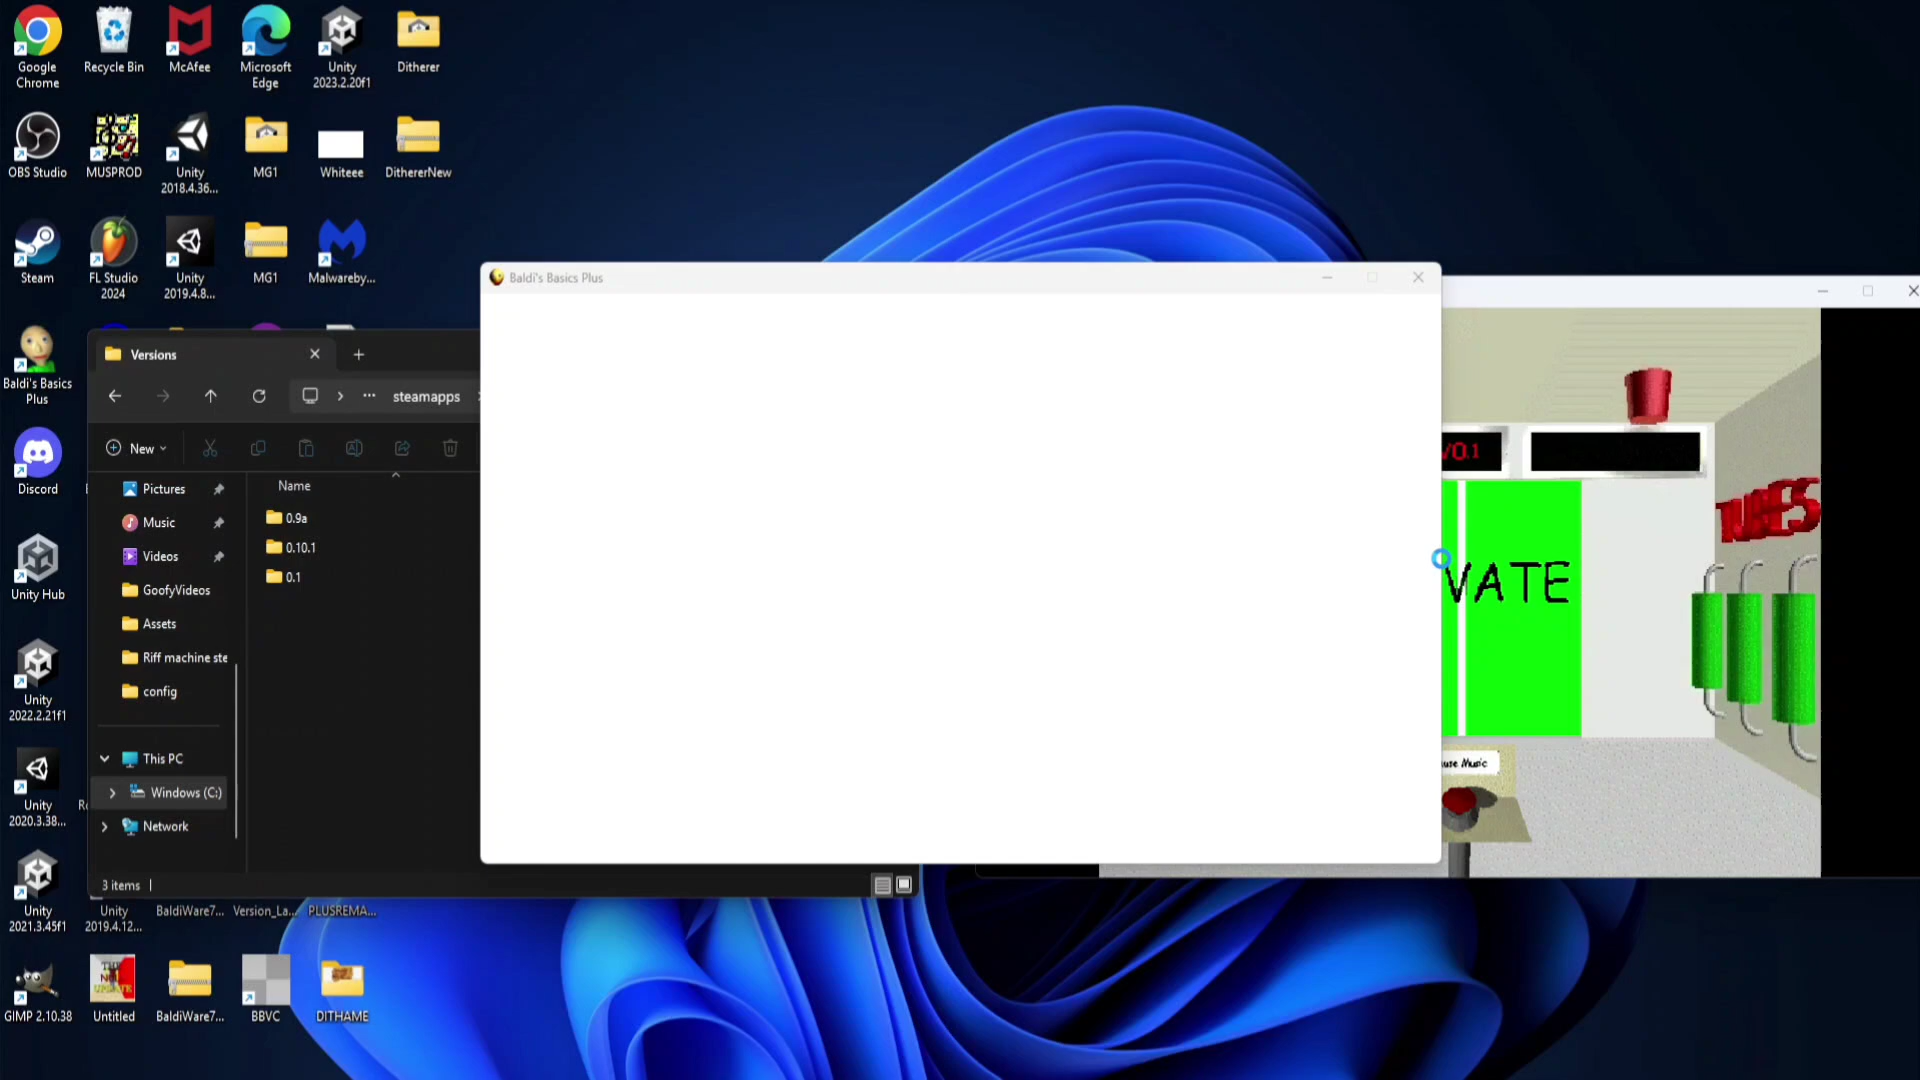 Google
Chrome
Recycle Bin
McAfee
Microsoft
Edge
Unity
2023.2.20f1
Ditherer
OBS Studio
MUSPROD
Unity
2018.4.36...
MG1
Whiteee
DithererNew
Steam
FL Studio
2024
Unity
2019.4.8...
MG1
Malwareby...
Baldi's Basics
Plus
Discord
Unity Hub
Unity
2022.2.21f1
Unity
2020.3.38...
Unity
2021.3.45f1
Unity
2019.4.12...
BaldiWare7...
Version_La...
PLUSREMA...
GIMP 2.10.38
Untitled
BaldiWare7...
BBVC
DITHAME
Versions
steamapps
New
Pictures
Music
Videos
GoofyVideos
Assets
Riff machine ste
config
This PC
Windows (C:)
Network
Name
0.9a
0.10.1
0.1
3 items
Baldi's Basics Plus
V0.1
VATE
TUBES
use Music